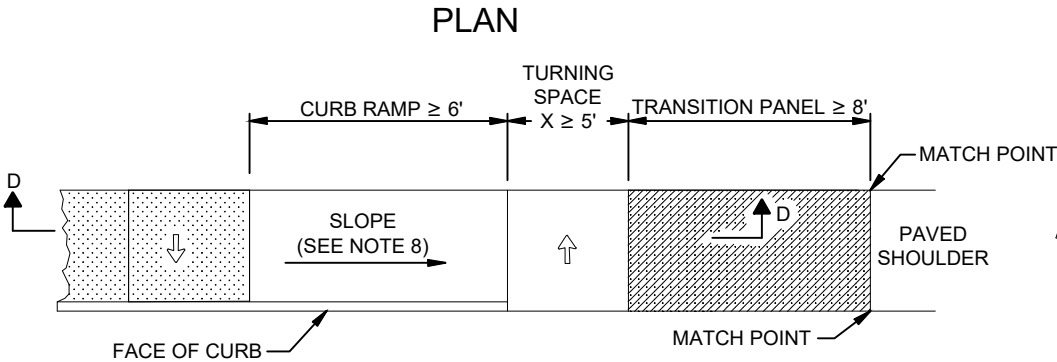 PLAN
TURNING
SPACE
X ≥ 5'
CURB RAMP ≥ 6'
TRANSITION PANEL ≥ 8'
MATCH POINT
D
D
SLOPE
(SEE NOTE 8)
PAVED
SHOULDER
FACE OF CURB
MATCH POINT